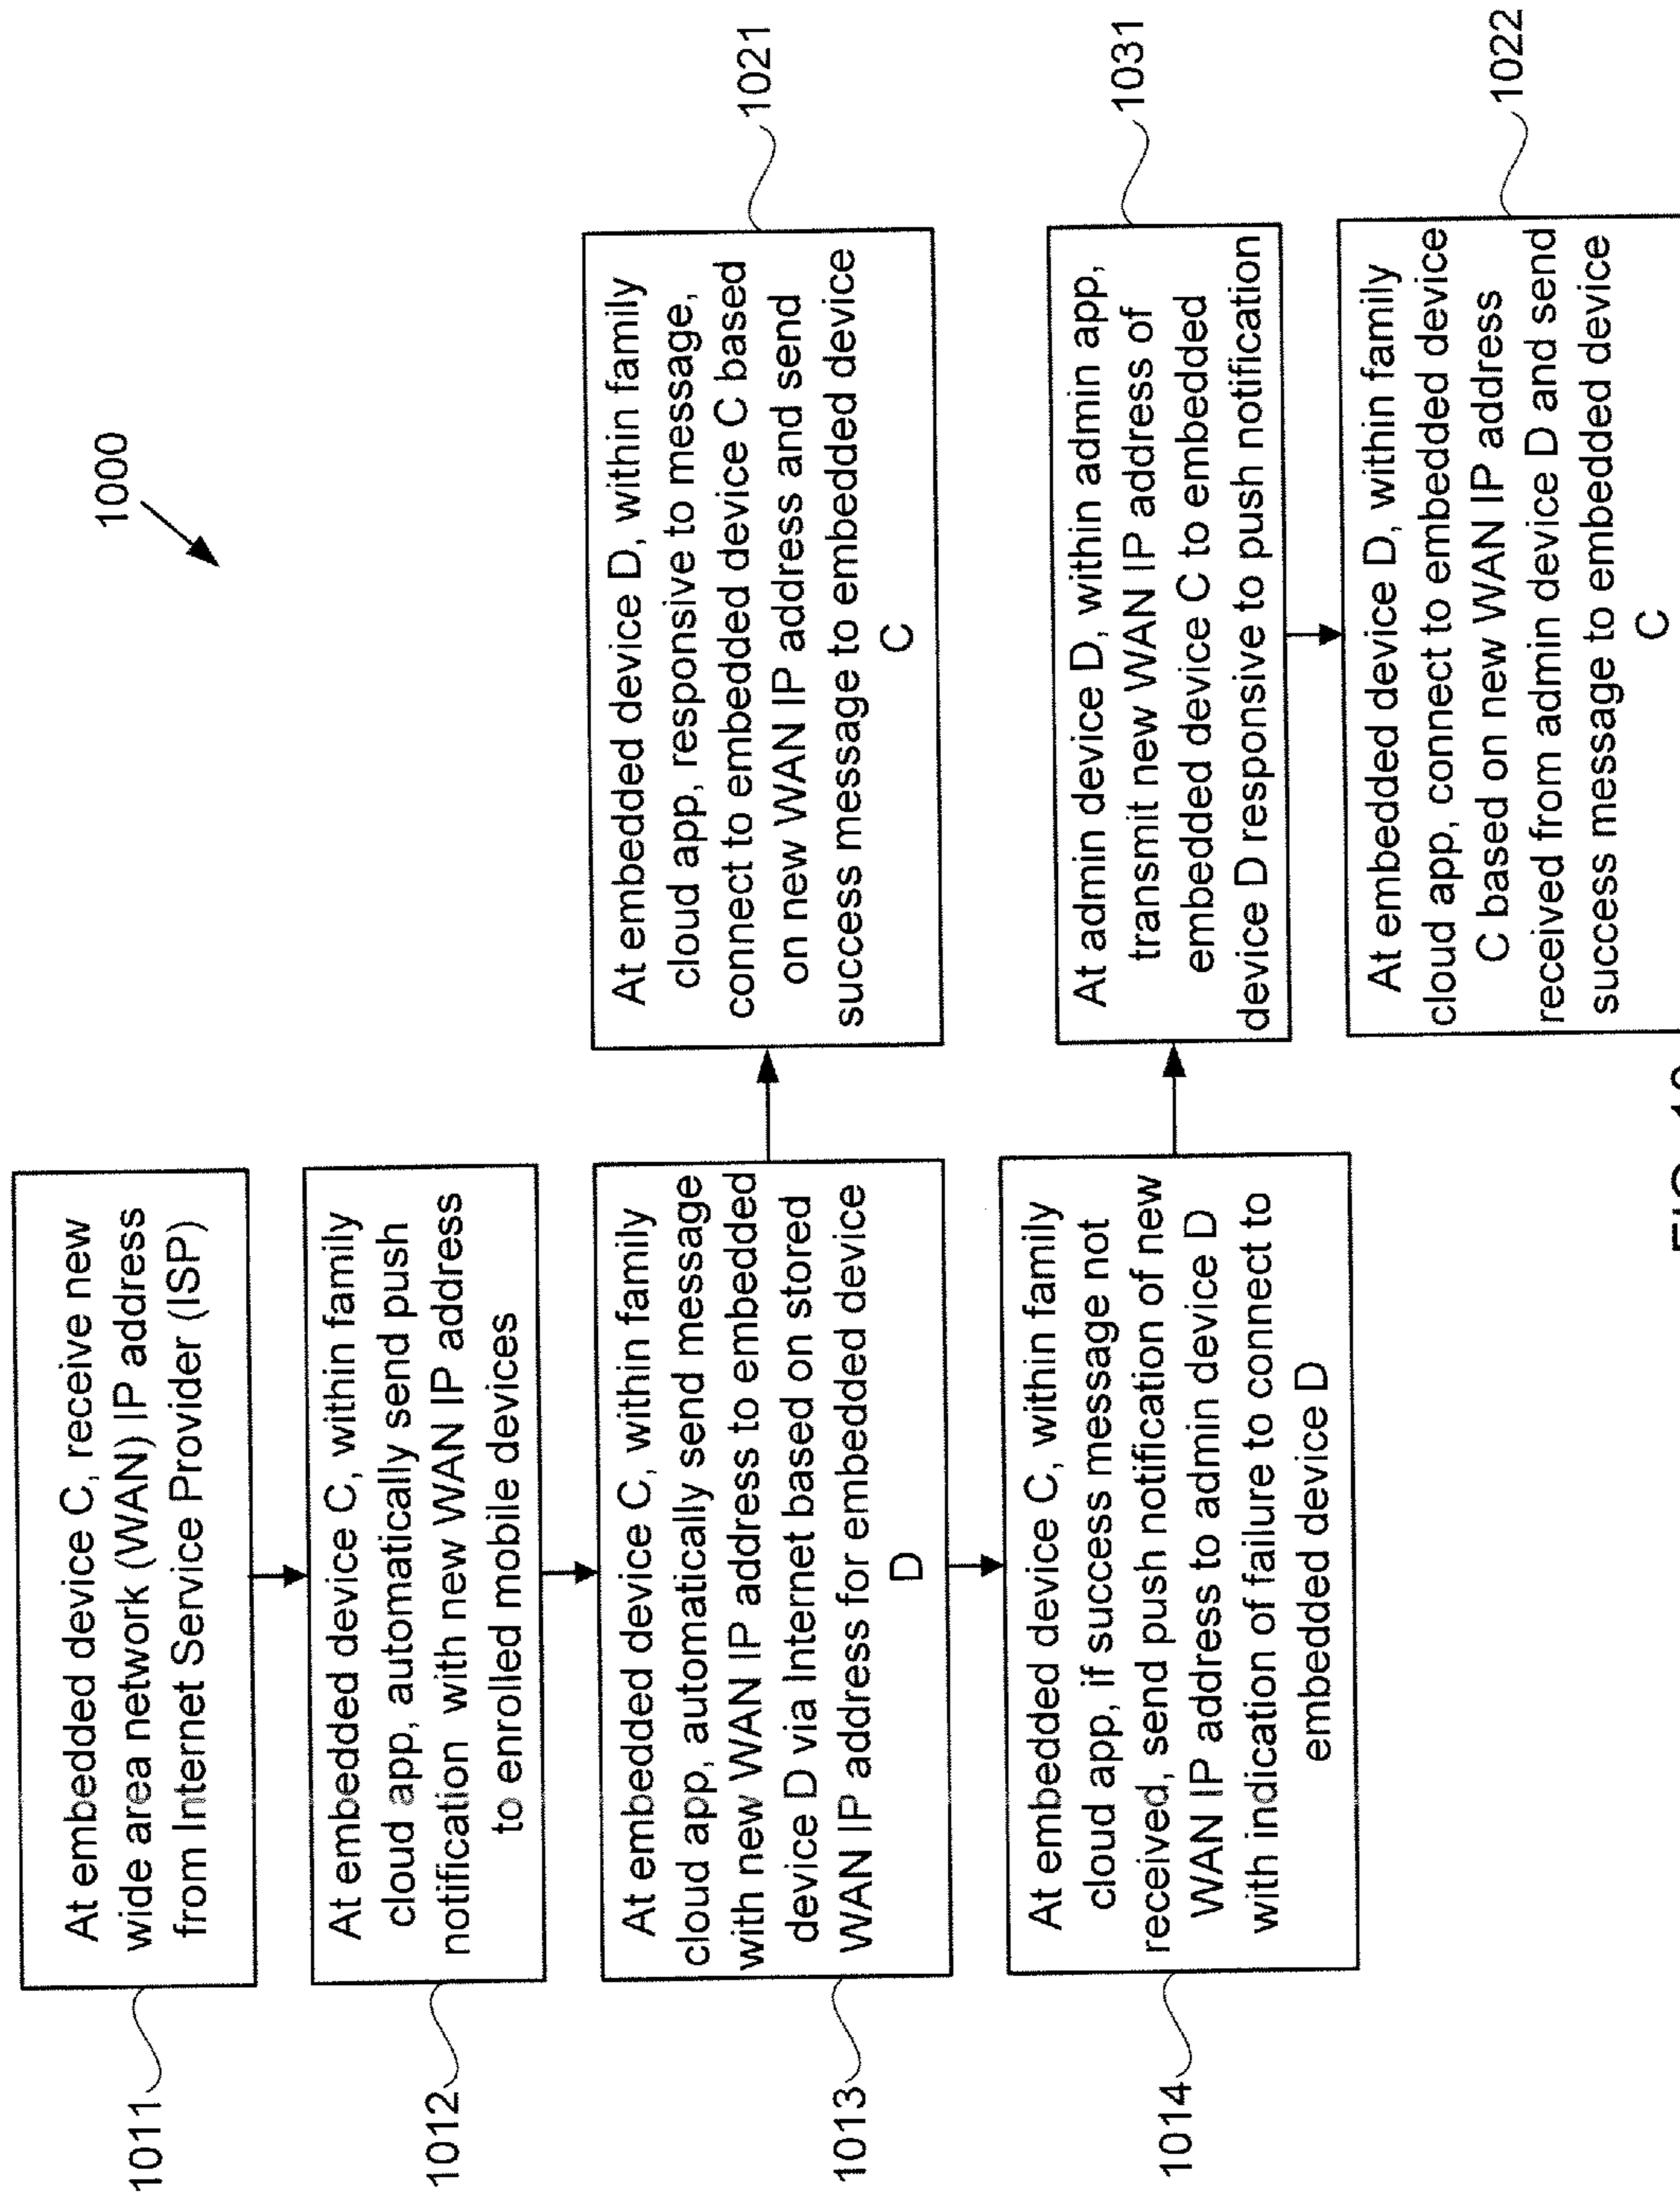 1000
1011
At embedded device C, receive new
wide area network (WAN) IP address
from Internet Service Provider (ISP)
1012
At embedded device C, within family
cloud app, automatically send push
notification with new WAN IP address
to enrolled mobile devices
1013
At embedded device C, within family
cloud app, automatically send message
with new WAN IP address to embedded
device D via Internet based on stored
WAN IP address for embedded device
D
1021
At embedded device D, within family
cloud app, responsive to message,
connect to embedded device C based
on new WAN IP address and send
success message to embedded device
C
1014
At embedded device C, within family
cloud app, if success message not
received, send push notification of new
WAN IP address to admin device D
with indication of failure to connect to
embedded device D
1031
At admin device D, within admin app,
transmit new WAN IP address of
embedded device C to embedded
device D responsive to push notification
1022
At embedded device D, within family
cloud app, connect to embedded device
C based on new WAN IP address
received from admin device D and send
success message to embedded device
C